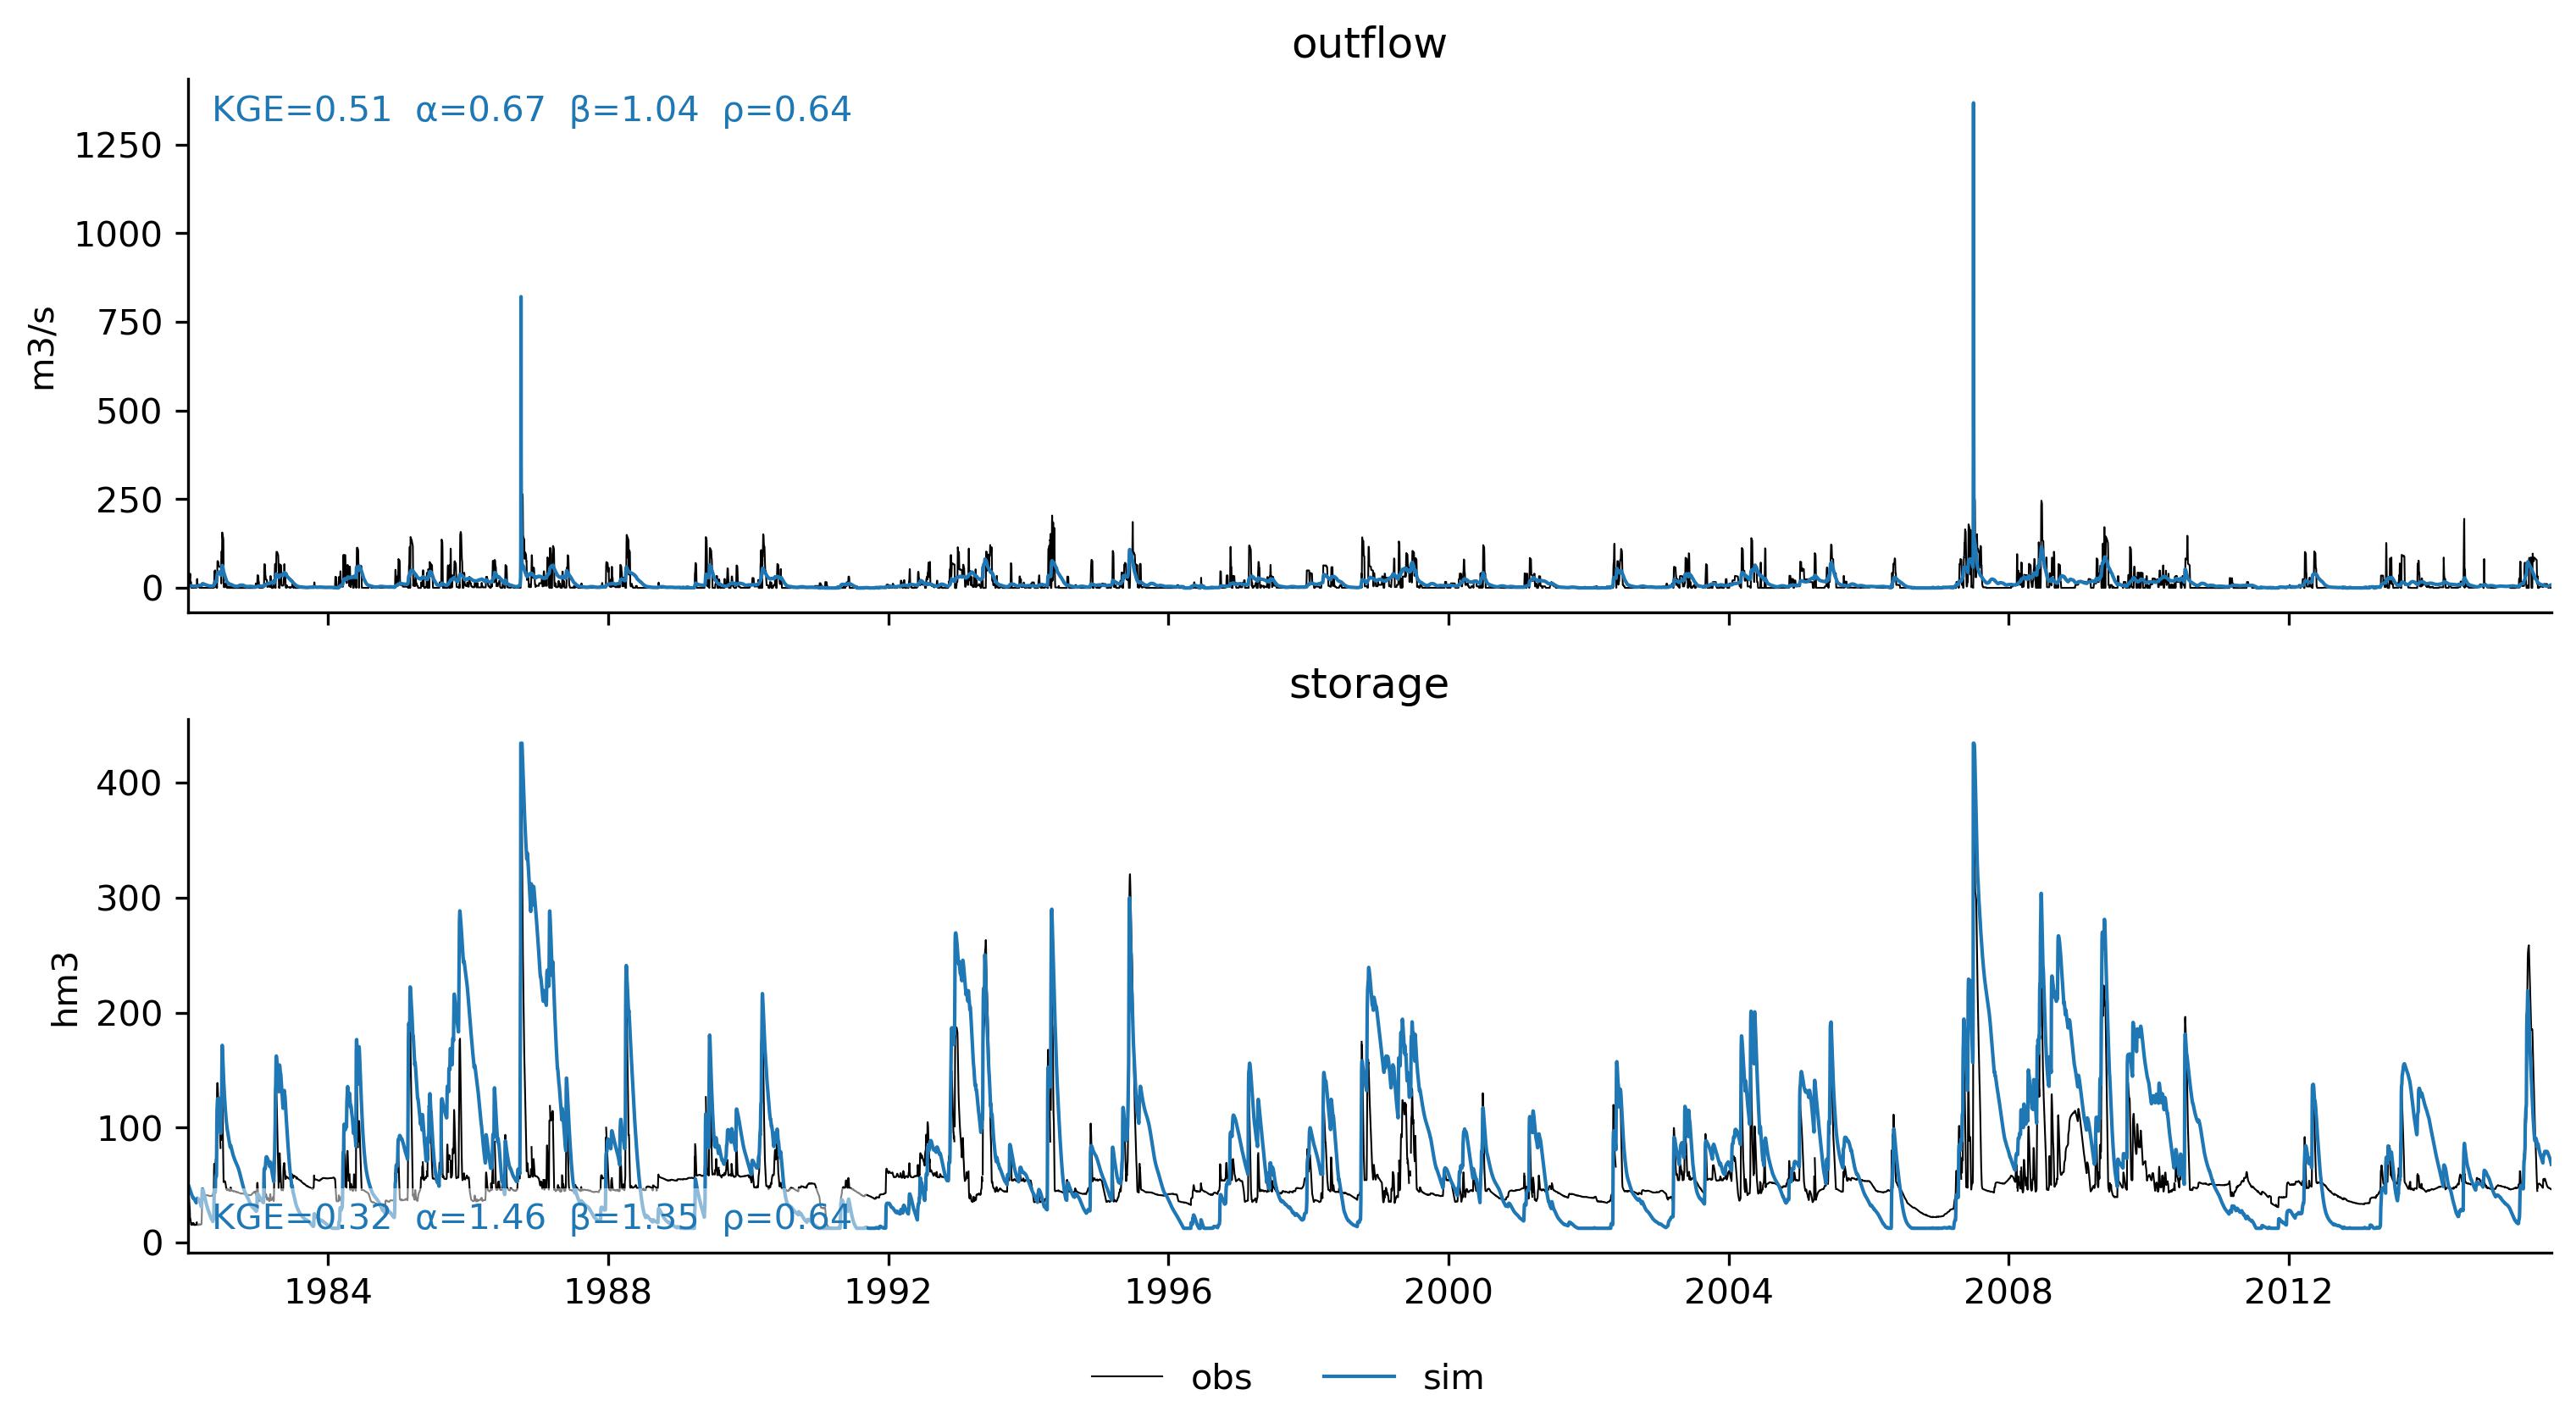 outflow
KGE=0.51 α=0.67 β=1.04 ρ=0.64
1250
1000
750
500
250
0
m3/s
storage
400
300
200
100
0
hm3
KGE=0.32 α=1.46 β=1.35 ρ=0.64
1984 1988 1992 1996 2000 2004 2008 2012
obs sim